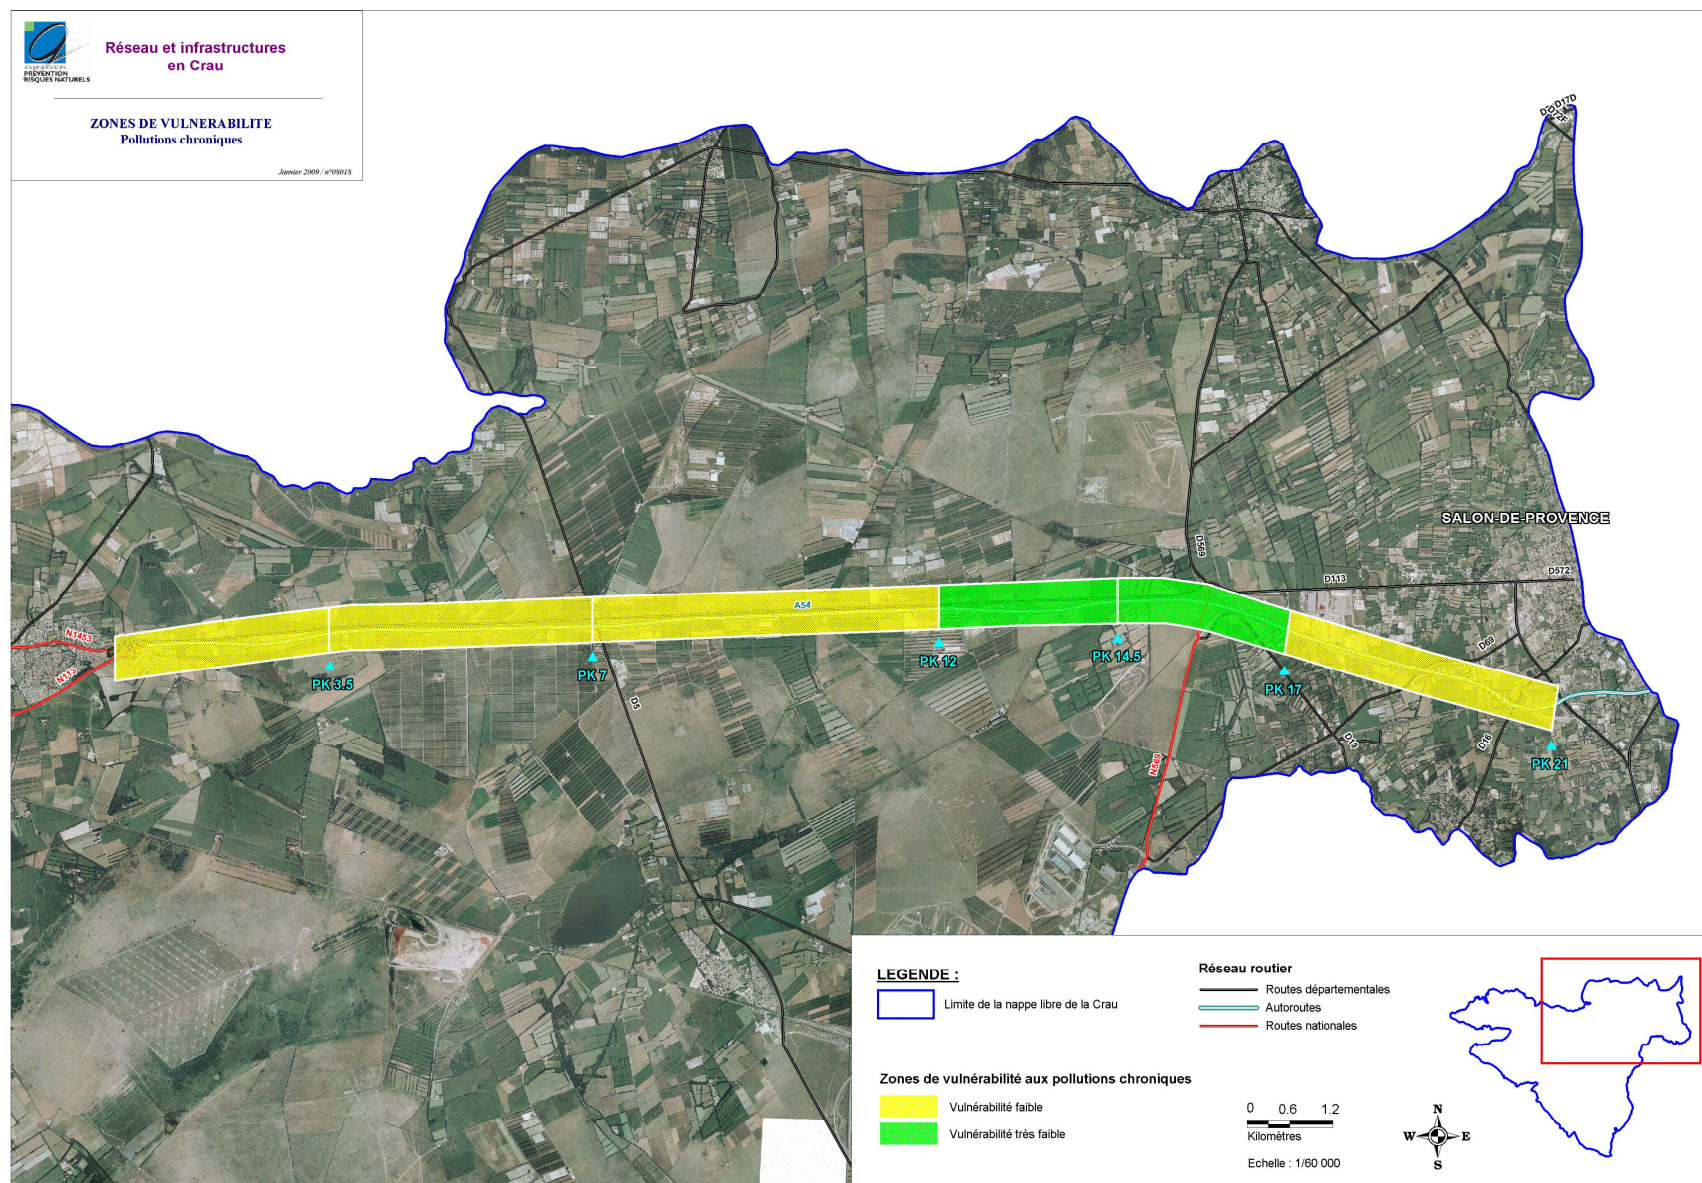 GINGER
PRÉVENTION
RISQUES NATURELS
Réseau et infrastructures
en Crau
ZONES DE VULNERABILITE
Pollutions chroniques
Janvier 2009 / n°08018
D17D
D72F
SALON-DE-PROVENCE
D569
D113
D572
A54
N1453
N113
D69
PK 3.5
PK 7
PK 12
PK 14.5
PK 17
D5
D19
D16
PK 21
N569
LEGENDE :
Limite de la nappe libre de la Crau
Réseau routier
Routes départementales
Autoroutes
Routes nationales
Zones de vulnérabilité aux pollutions chroniques
Vulnérabilité faible
Vulnérabilité très faible
0 0.6 1.2
Kilomètres
Echelle : 1/60 000
N
W E
S